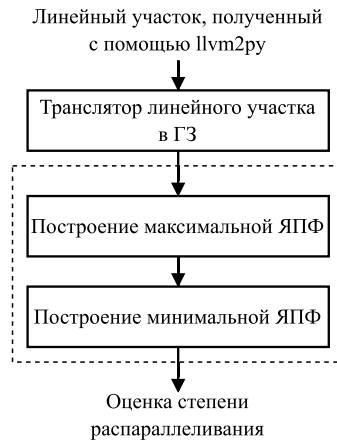 Линейный участок, полученный
с помощью llvm2py
Транслятор линейного участка
в ГЗ
Построение максимальной ЯПФ
Построение минимальной ЯПФ
Оценка степени
распараллеливания